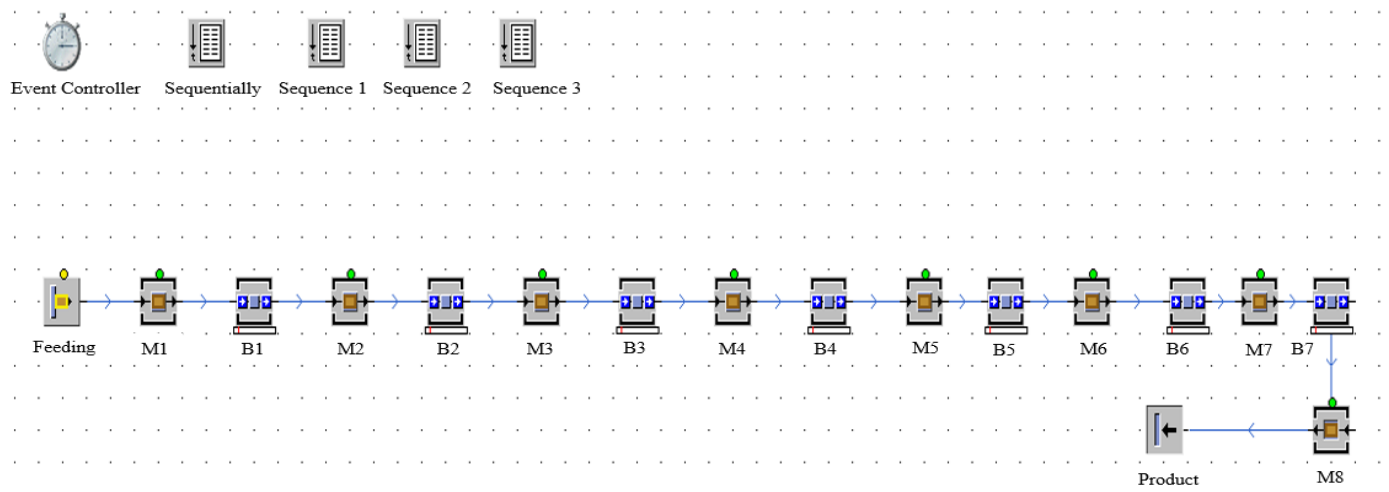 Event Controller Sequentially Sequence 1 Sequence 2 Sequence 3
Feeding M1 B1 M2 B2 M3 B3 M4 B4 M5 B5 M6 B6 M7 B7
Product M8